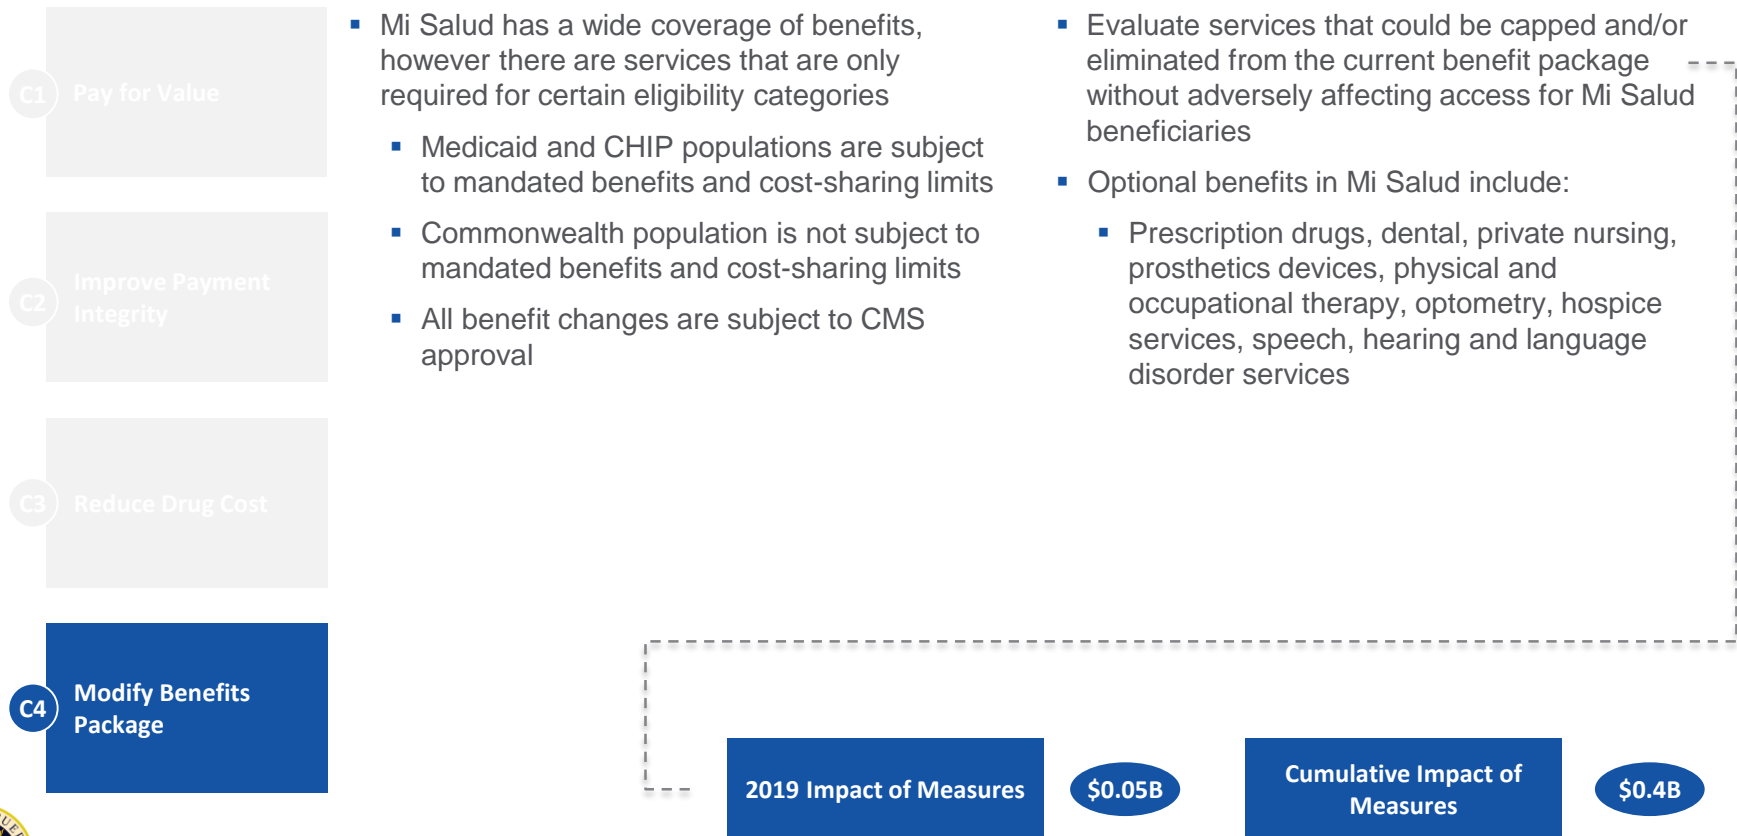 C1
Pay for Value
C2
Improve Payment
Integrity
C3
Reduce Drug Cost
C4
Modify Benefits
Package
▪ Mi Salud has a wide coverage of benefits,
however there are services that are only
required for certain eligibility categories
▪ Medicaid and CHIP populations are subject
to mandated benefits and cost-sharing limits
▪ Commonwealth population is not subject to
mandated benefits and cost-sharing limits
▪ All benefit changes are subject to CMS
approval
▪ Evaluate services that could be capped and/or
eliminated from the current benefit package
without adversely affecting access for Mi Salud
beneficiaries
▪ Optional benefits in Mi Salud include:
▪ Prescription drugs, dental, private nursing,
prosthetics devices, physical and
occupational therapy, optometry, hospice
services, speech, hearing and language
disorder services
2019 Impact of Measures
$0.05B
Cumulative Impact of
Measures
$0.4B